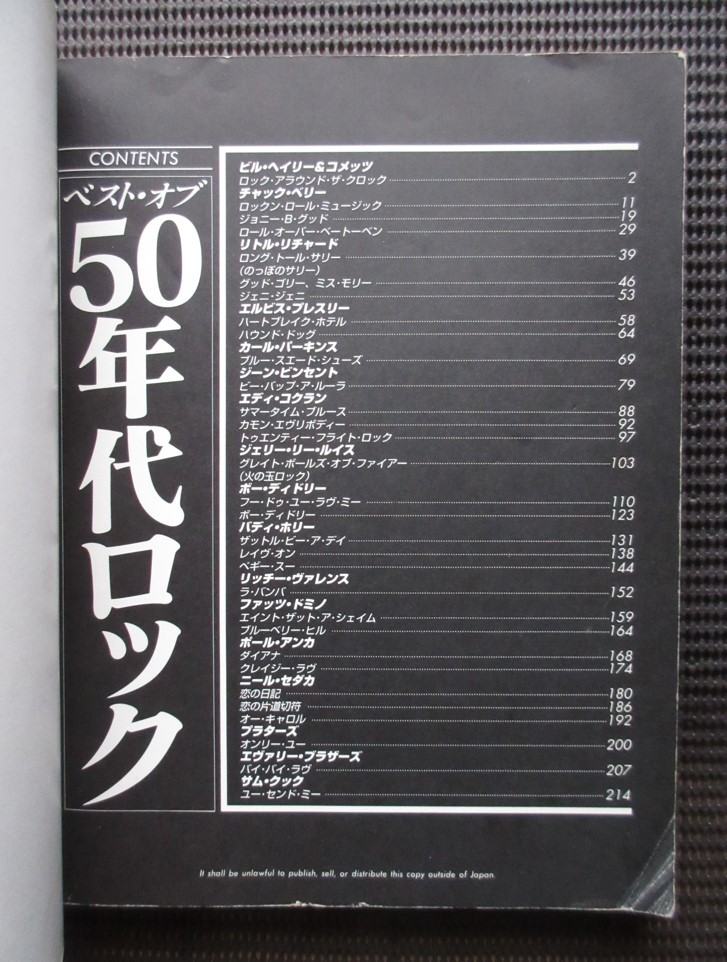 CONTENTS
ベスト・オブ
50年代ロック
ビル・ヘイリー&コメッツ
ロック・アラウンド・ザ・クロック 2
チャック・ベリー
ロックン・ロール・ミュージック 11
ジョニー・B・グッド 19
ロール・オーバー・ベートーベン 29
リトル・リチャード
ロング・トール・サリー 39
(のっぽのサリー)
グッド・ゴリー、ミス・モリー 46
ジェニ・ジェニ 53
エルビス・プレスリー
ハートブレイク・ホテル 58
ハウンド・ドッグ 64
カール・パーキンス
ブルー・スエード・シューズ 69
ジーン・ビンセント
ビー・バップ・ア・ルーラ 79
エディ・コクラン
サマータイム・ブルース 88
カモン・エヴリボディー 92
トゥエンティー・フライト・ロック 97
ジェリー・リー・ルイス
グレイト・ボールズ・オブ・ファイアー 103
(火の玉ロック)
ボー・ディドリー
フー・ドゥ・ユー・ラヴ・ミー 110
ボー・ディドリー 123
バディ・ホリー
ザットル・ビー・ア・デイ 131
レイヴ・オン 138
ペギー・スー 144
リッチー・ヴァレンス
ラ・バンバ 152
ファッツ・ドミノ
エイント・ザット・ア・シェイム 159
ブルーベリー・ヒル 164
ポール・アンカ
ダイアナ 168
クレイジー・ラヴ 174
ニール・セダカ
恋の日記 180
恋の片道切符 186
オー・キャロル 192
プラターズ
オンリー・ユー 200
エヴァリー・ブラザーズ
バイ・バイ・ラヴ 207
サム・クック
ユー・センド・ミー 214
It shall be unlawful to publish, sell, or distribute this copy outside of Japan.